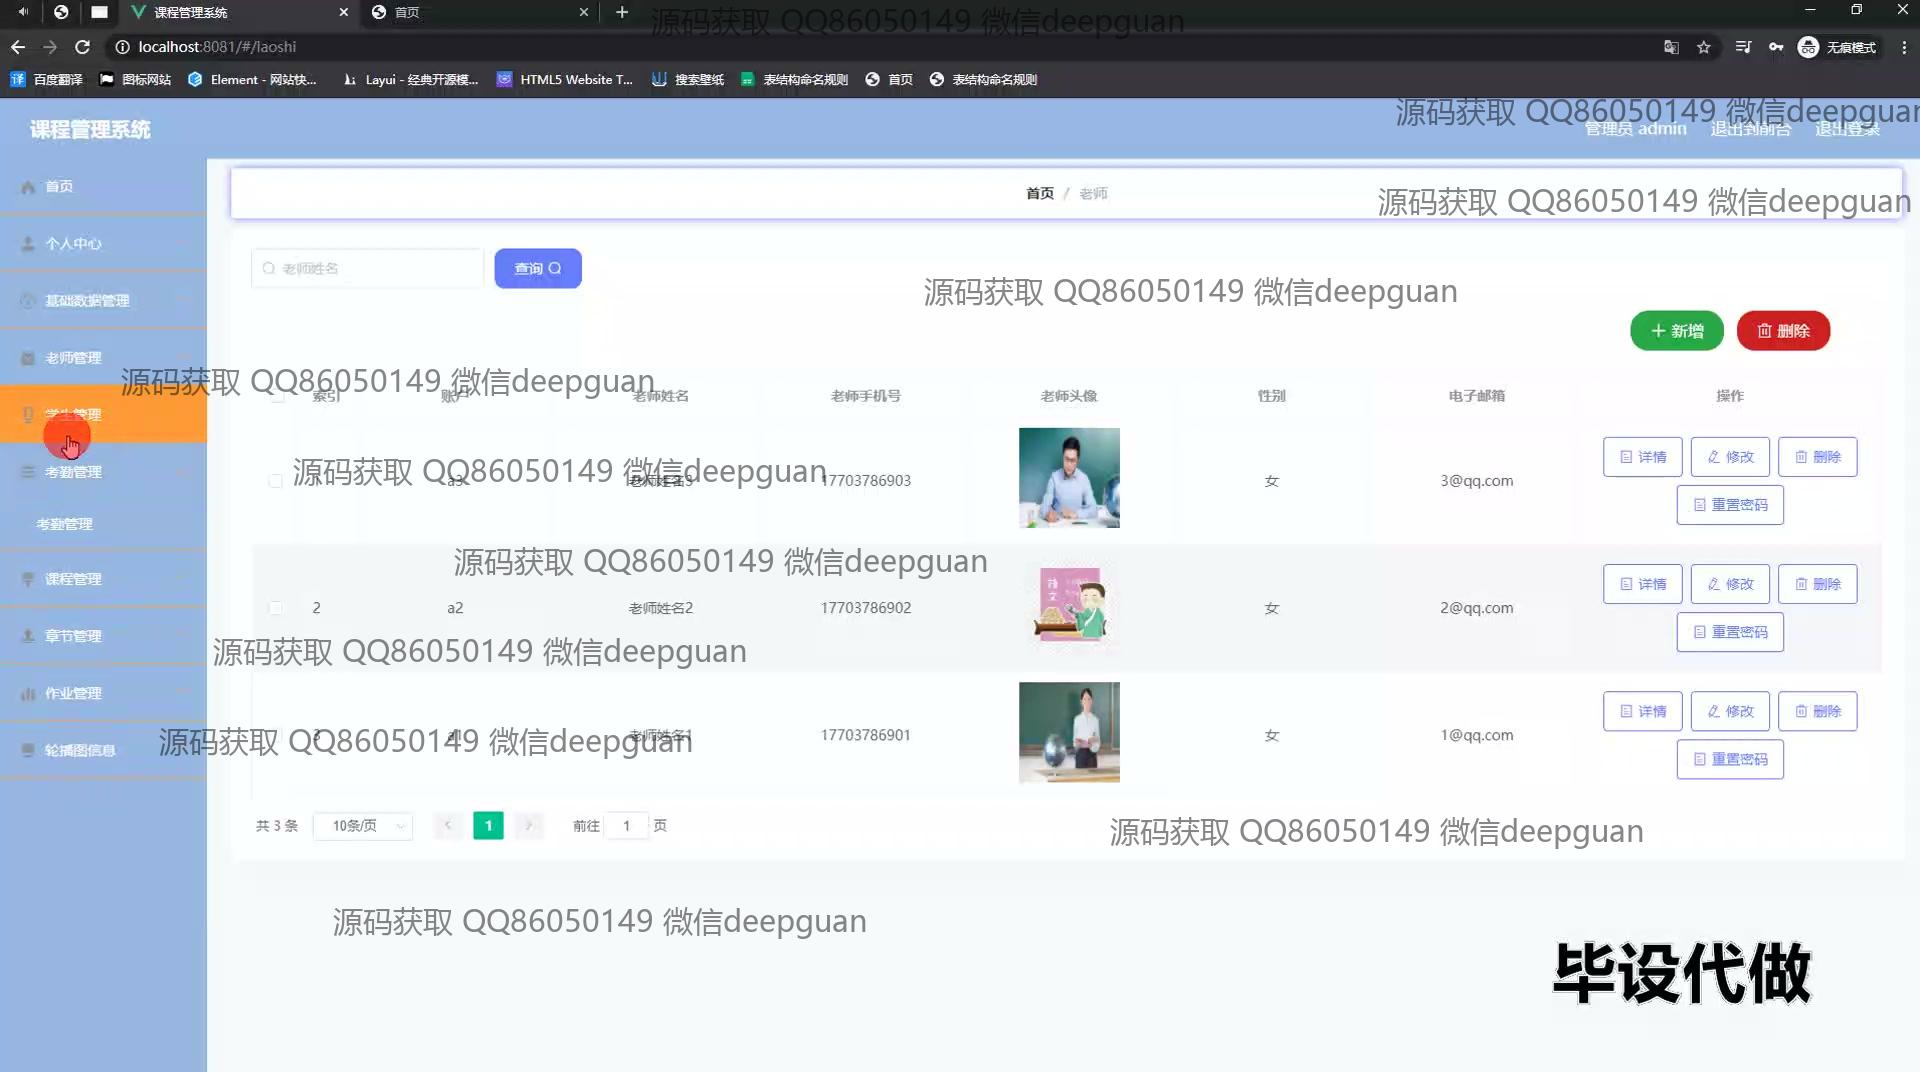 课程管理系统
首页
源码获取 QQ86050149 微信deepguan
localhost:8081/#/laoshi
无痕模式
百度翻译
图标网站
Element - 网站快...
Layui - 经典开源模...
HTML5 Website T...
搜索壁纸
表结构命名规则
首页
表结构命名规则
源码获取 QQ86050149 微信deepguan
课程管理系统
管理员 admin
退出到前台
退出登录
首页
个人中心
基础数据管理
老师管理
学生管理
考勤管理
考勤管理
课程管理
章节管理
作业管理
轮播图信息
首页 / 老师
源码获取 QQ86050149 微信deepguan
老师姓名
查询
源码获取 QQ86050149 微信deepguan
新增
删除
源码获取 QQ86050149 微信deepguan
索引 账户 老师姓名 老师手机号 老师头像 性别 电子邮箱 操作
源码获取 QQ86050149 微信deepguan
a3 老师姓名3 17703786903 女 3@qq.com
详情 修改 删除
重置密码
源码获取 QQ86050149 微信deepguan
2 a2 老师姓名2 17703786902 女 2@qq.com
语文
详情 修改 删除
重置密码
源码获取 QQ86050149 微信deepguan
3 a1 老师姓名1 17703786901 女 1@qq.com
详情 修改 删除
重置密码
源码获取 QQ86050149 微信deepguan
共 3 条 10条/页 1 前往 1 页
源码获取 QQ86050149 微信deepguan
源码获取 QQ86050149 微信deepguan
毕设代做